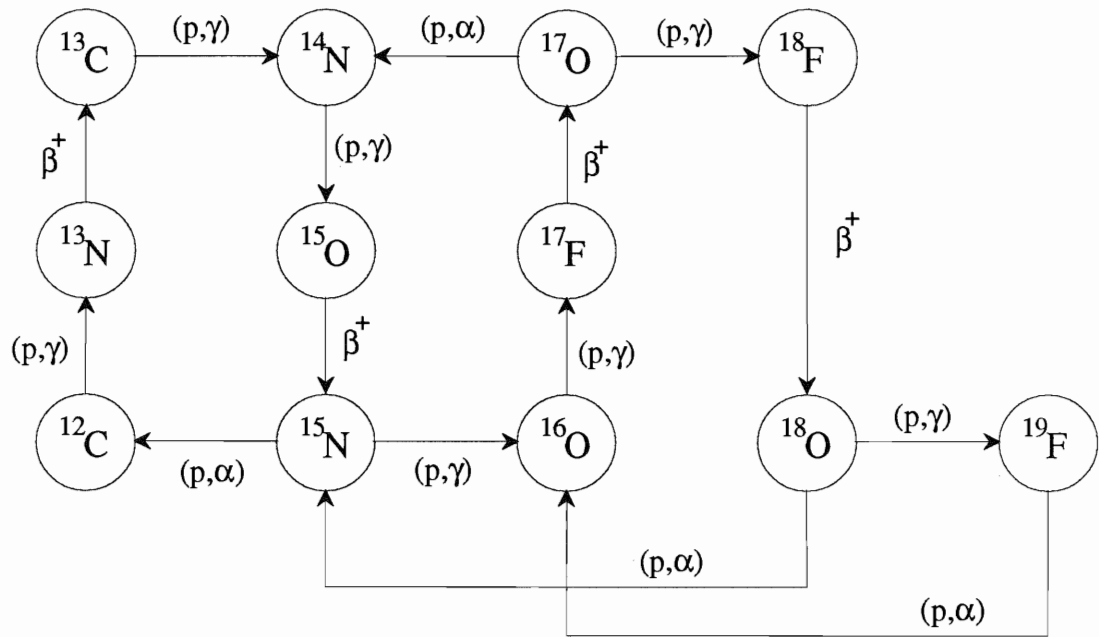 (p,γ) (p,α) (p,γ)
¹³C ¹⁴N ¹⁷O ¹⁸F
β⁺ (p,γ) β⁺
¹³N ¹⁵O ¹⁷F β⁺
(p,γ) β⁺ (p,γ)
¹²C ¹⁵N ¹⁶O ¹⁸O (p,γ) ¹⁹F
(p,α) (p,γ)
(p,α)
(p,α)